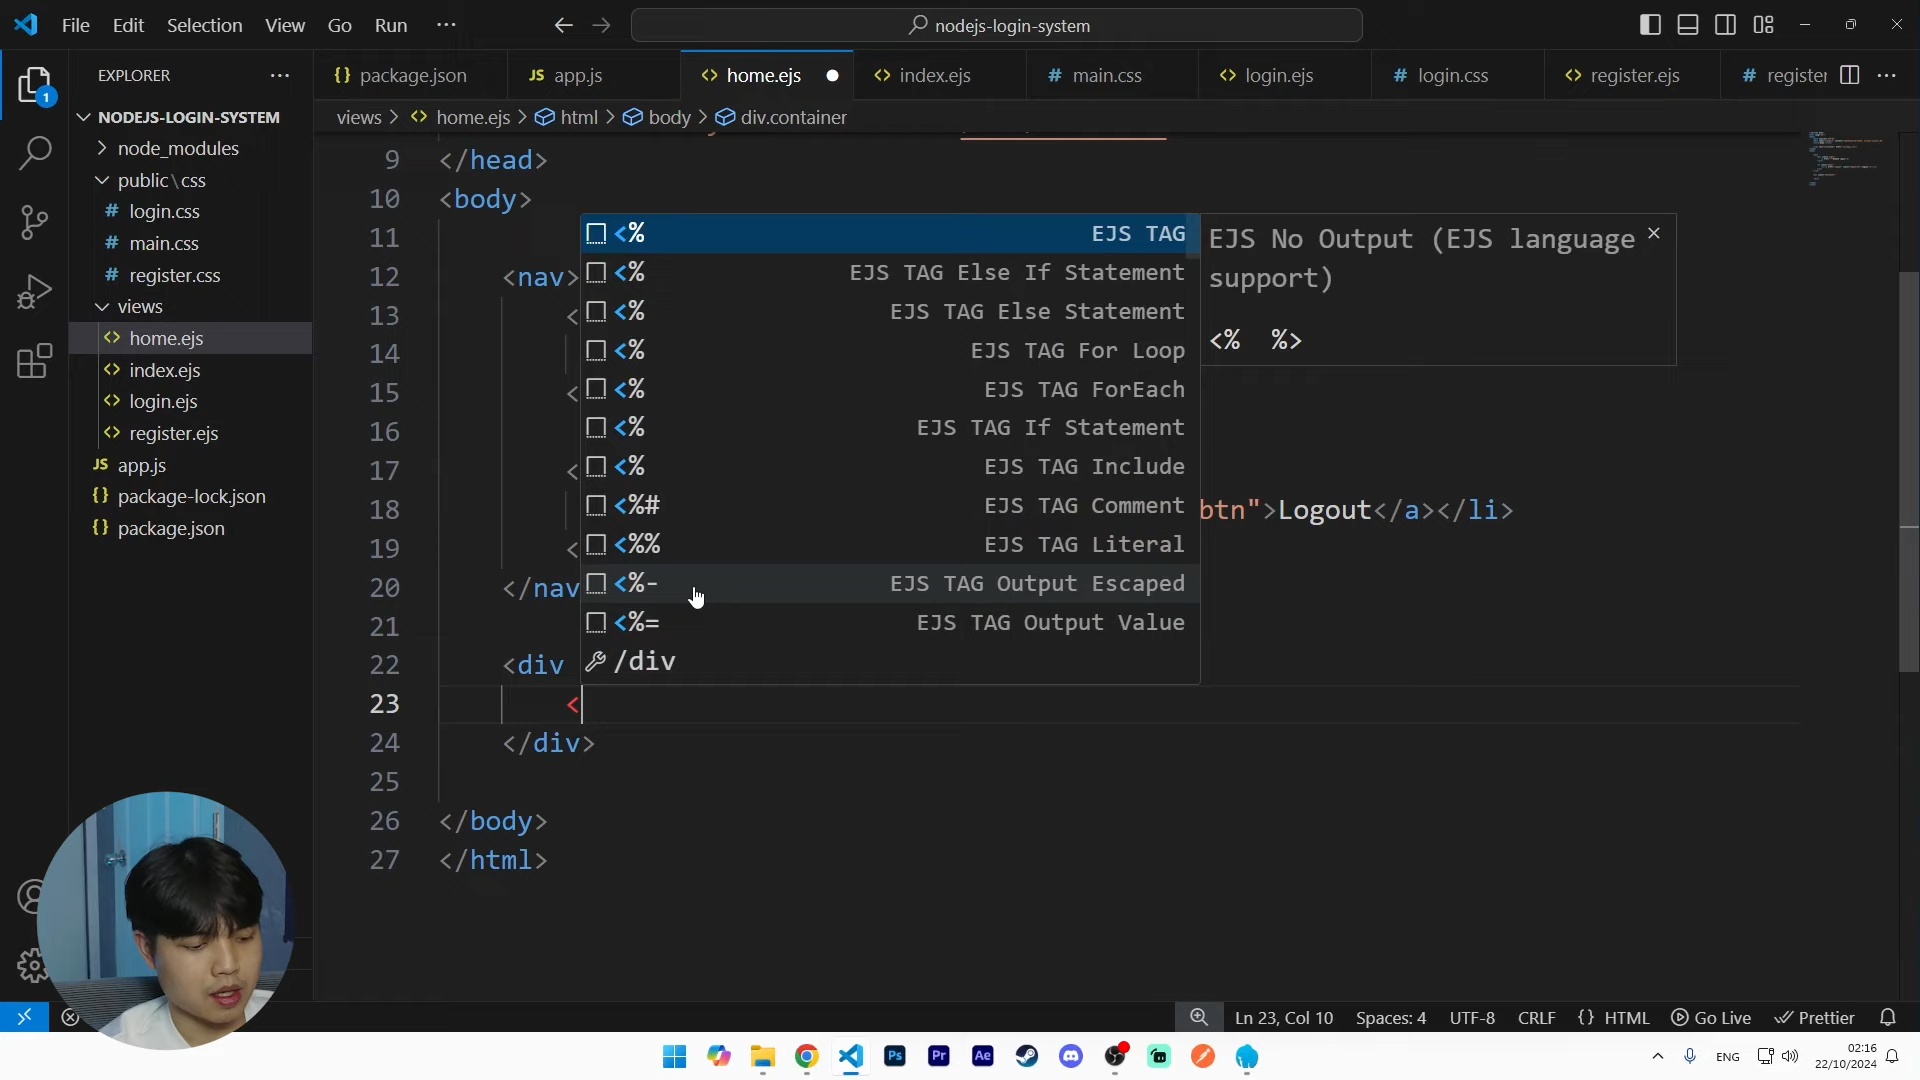 File Edit Selection View Go Run ···
nodejs-login-system
EXPLORER ···
NODEJS-LOGIN-SYSTEM
node_modules
public\css
# login.css
# main.css
# register.css
views
<> home.ejs
<> index.ejs
<> login.ejs
<> register.ejs
JS app.js
{} package-lock.json
{} package.json
1
{} package.json JS app.js <> home.ejs ● <> index.ejs # main.css <> login.ejs # login.css <> register.ejs # register ···
views > <> home.ejs > html > body > div.container
9 </head>
10 <body>
11
12 <nav>
13 <
14
15 <
16
17 <
18 btn">Logout</a></li>
19 <
20 </nav
21
22 <div
23 <
24 </div>
25
26 </body>
27 </html>
<% EJS TAG
<% EJS TAG Else If Statement
<% EJS TAG Else Statement
<% EJS TAG For Loop
<% EJS TAG ForEach
<% EJS TAG If Statement
<% EJS TAG Include
<%# EJS TAG Comment
<%% EJS TAG Literal
<%- EJS TAG Output Escaped
<%= EJS TAG Output Value
/div
EJS No Output (EJS language
support)
<% %>
Ln 23, Col 10 Spaces: 4 UTF-8 CRLF {} HTML Go Live Prettier
Ps Pr Ae
ENG
02:16
22/10/2024